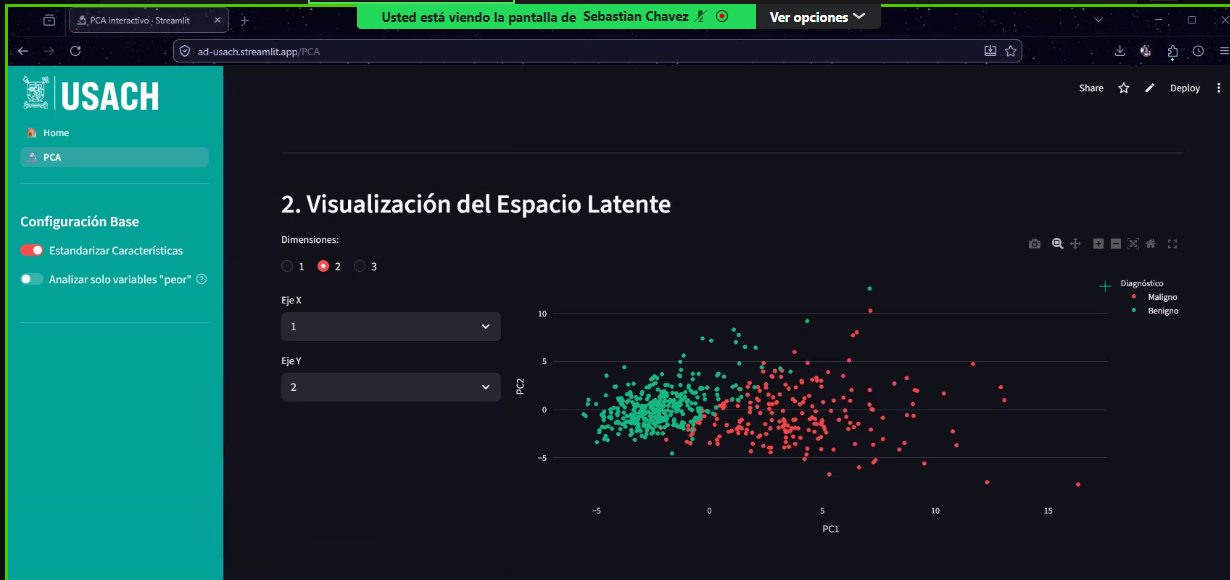 PCA Interactivo · Streamlit
Usted está viendo la pantalla de Sebastian Chavez
Ver opciones
ad-usach.streamlit.app/PCA
USACH
Home
PCA
Configuración Base
Estandarizar Características
Analizar solo variables "peor"
Share
Deploy
2. Visualización del Espacio Latente
Dimensiones:
1 2 3
Eje X
1
Eje Y
2
Diagnóstico
Maligno
Benigno
10
5
0
−5
PC2
−5 0 5 10 15
PC1